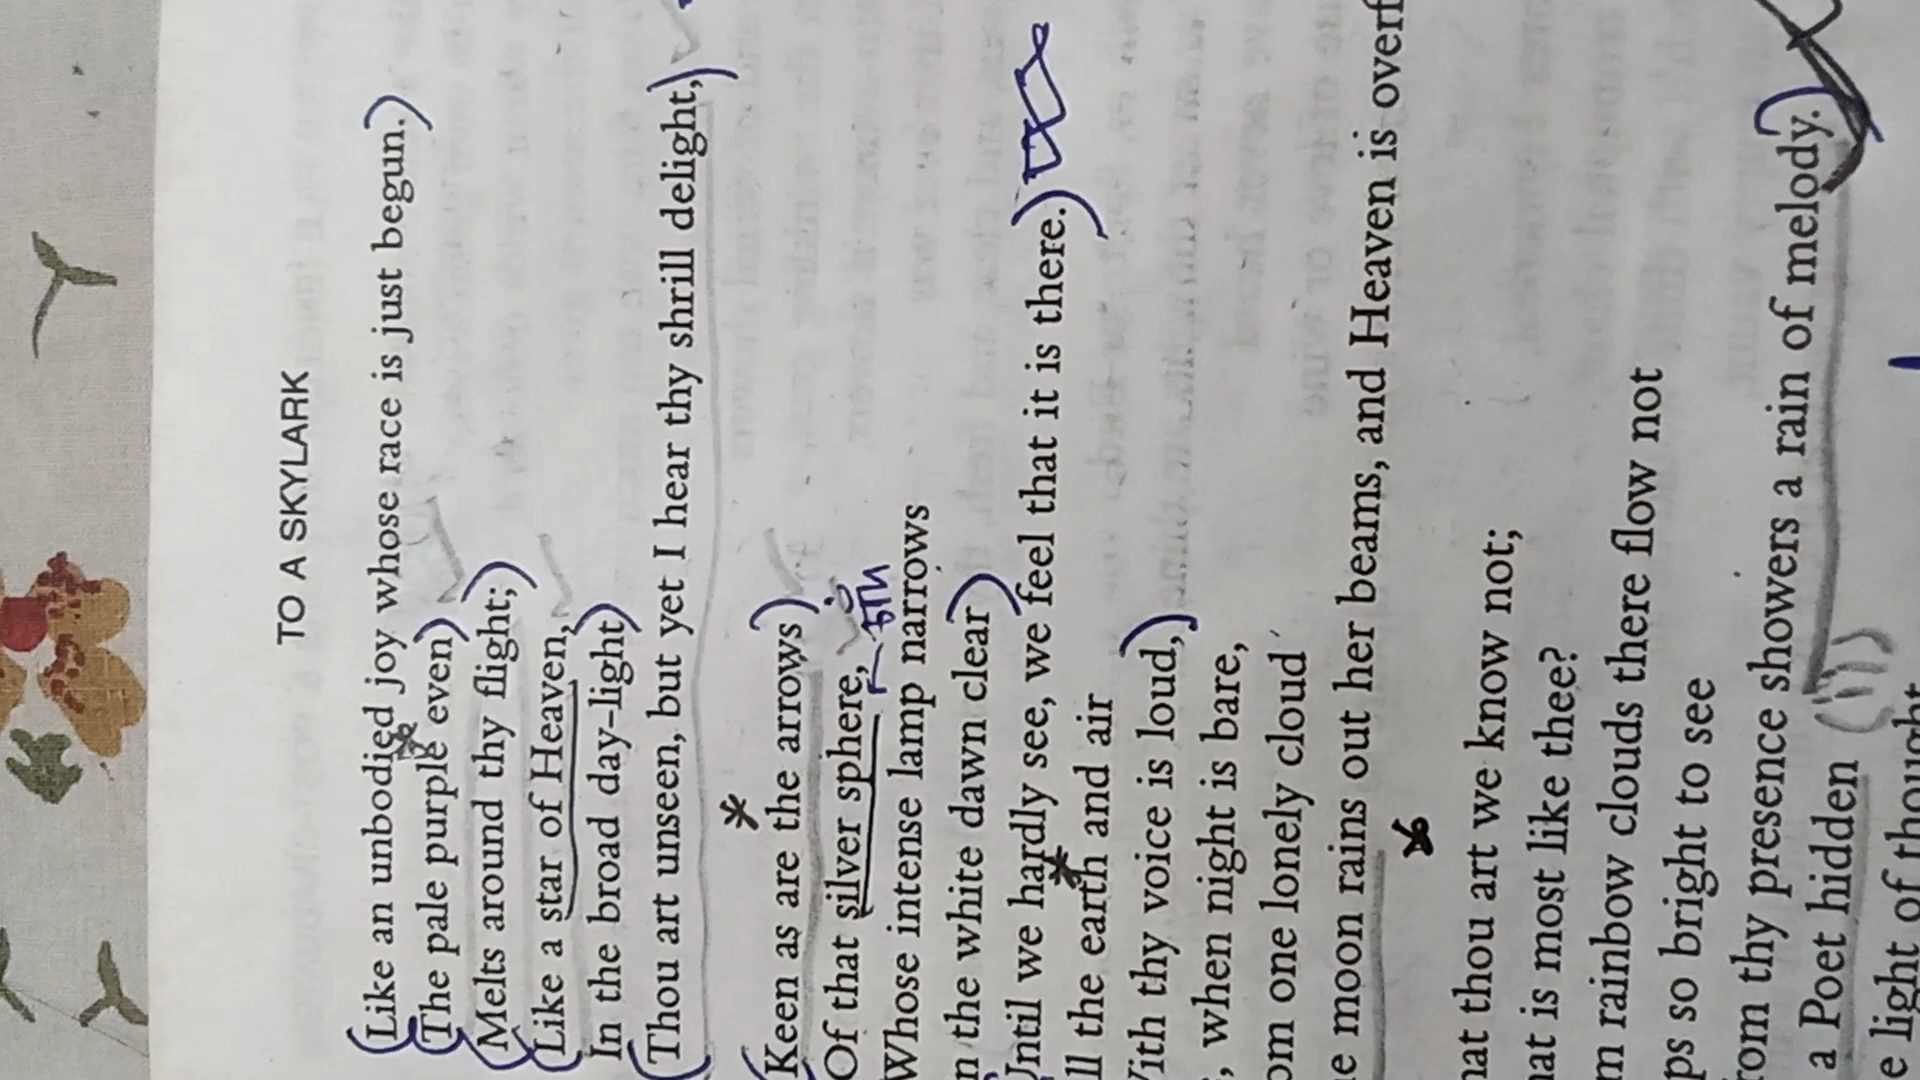 TO A SKYLARK
(Like an unbodied joy whose race is just begun.)
(The pale purple even)
(Melts around thy flight;)
(Like a star of Heaven,
In the broad day-light)
(Thou art unseen, but yet I hear thy shrill delight,)
(Keen as are the arrows)
Of that silver sphere,
Whose intense lamp narrows
n the white dawn clear)
Until we hardly see, we feel that it is there.)
ll the earth and air
ith thy voice is loud,)
, when night is bare,
om one lonely cloud
e moon rains out her beams, and Heaven is overf
hat thou art we know not;
hat is most like thee?
m rainbow clouds there flow not
ps so bright to see
rom thy presence showers a rain of melody.)
a Poet hidden
e light of thought